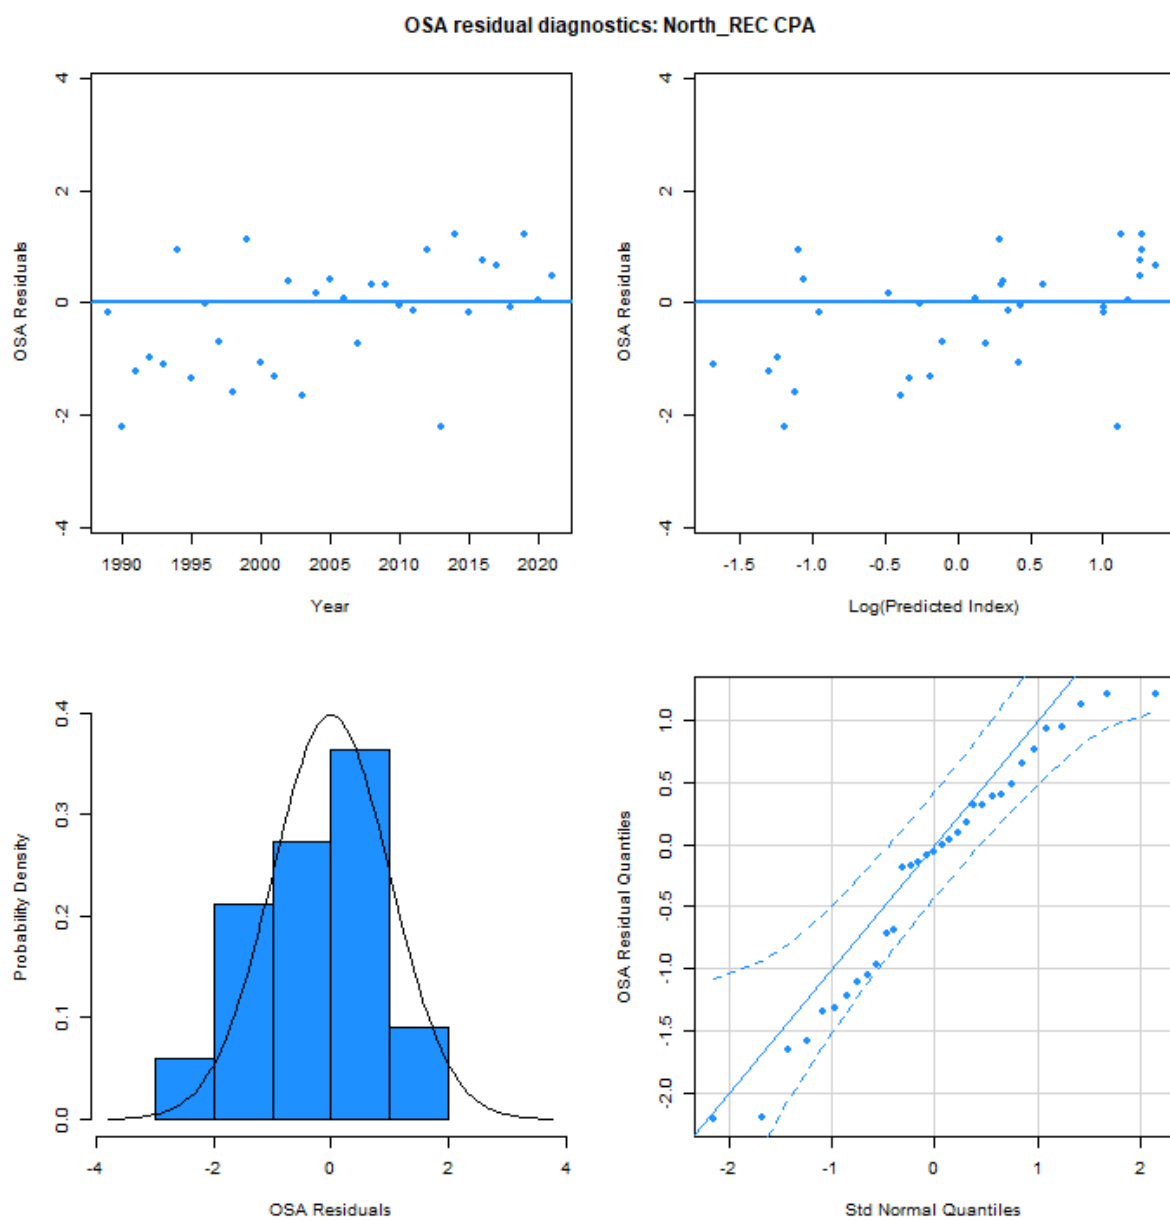 OSA residual diagnostics: North_REC CPA
4
2
0
-2
-4
OSA Residuals
1990 1995 2000 2005 2010 2015 2020
Year
4
2
0
-2
-4
OSA Residuals
-1.5 -1.0 -0.5 0.0 0.5 1.0
Log(Predicted Index)
0.4
0.3
0.2
0.1
0.0
Probability Density
-4 -2 0 2 4
OSA Residuals
1.0
0.5
0.0
-0.5
-1.0
-1.5
-2.0
OSA Residual Quantiles
-2 -1 0 1 2
Std Normal Quantiles